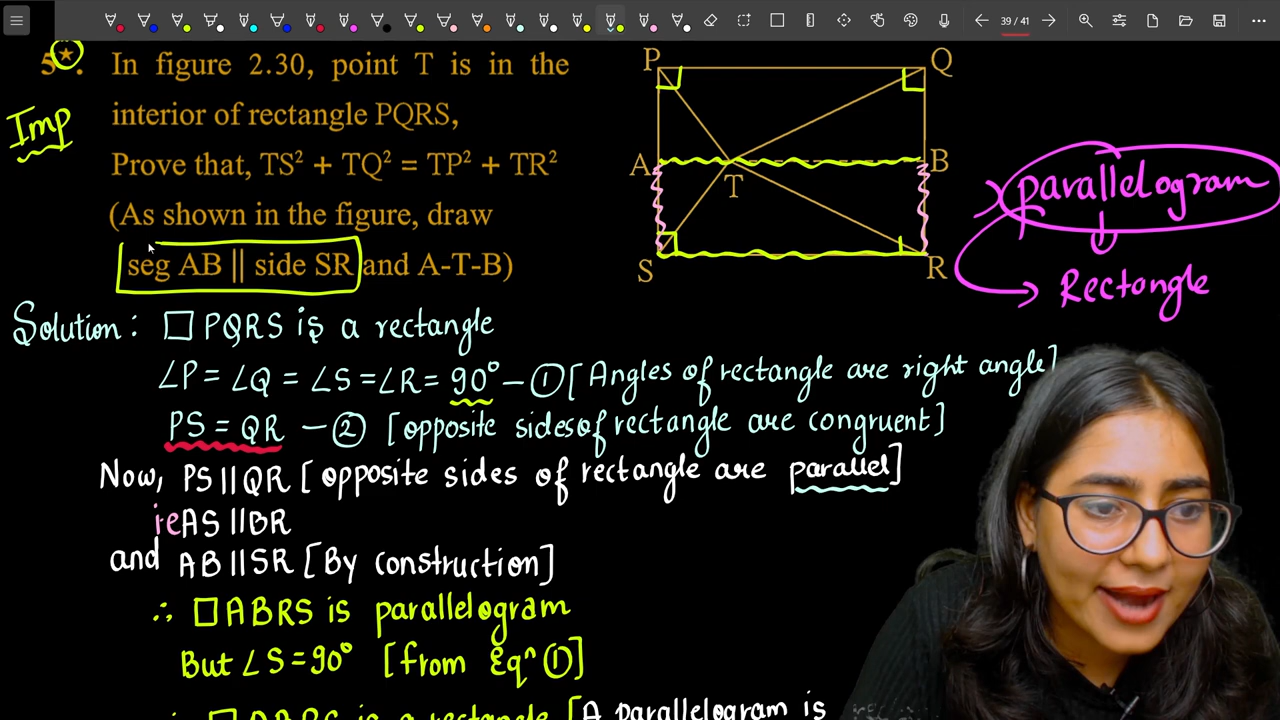 39 / 41
5★. In figure 2.30, point T is in the
interior of rectangle PQRS,
Prove that, TS² + TQ² = TP² + TR²
(As shown in the figure, draw
seg AB || side SR and A-T-B)
Imp
P Q
A T B
S R
parallelogram
Rectangle
Solution: □ PQRS is a rectangle
∠P = ∠Q = ∠S = ∠R = 90° — ① [Angles of rectangle are right angle]
PS = QR — ② [opposite sides of rectangle are congruent]
Now, PS || QR [opposite sides of rectangle are parallel]
ie AS || BR
and AB || SR [By construction]
∴ □ ABRS is parallelogram
But ∠S = 90° [from Eqⁿ ①]
is a rectangle [A parallelogram is